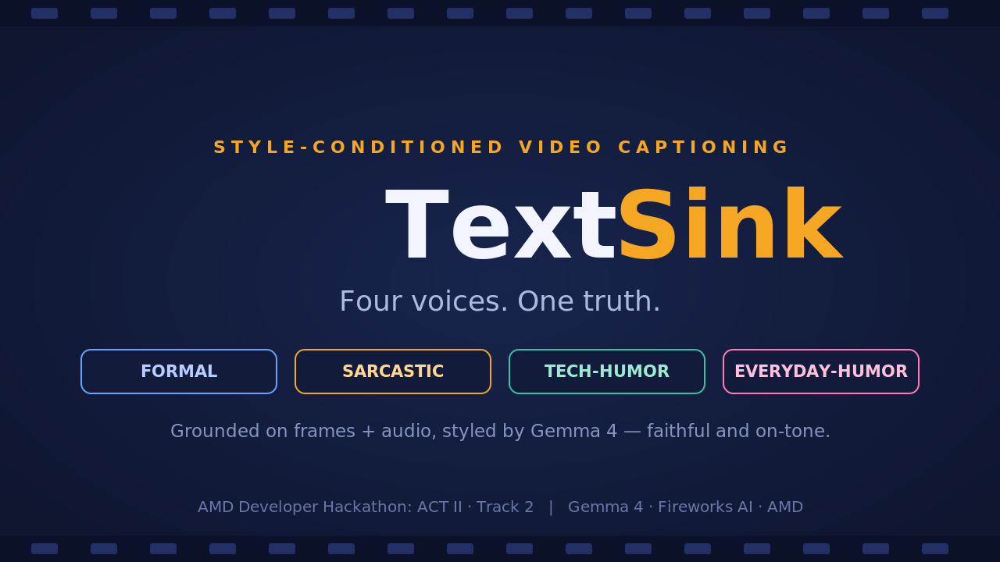 STYLE-CONDITIONED VIDEO CAPTIONING
TextSink
Four voices. One truth.
FORMAL
SARCASTIC
TECH-HUMOR
EVERYDAY-HUMOR
Grounded on frames + audio, styled by Gemma 4 — faithful and on-tone.
AMD Developer Hackathon: ACT II · Track 2 | Gemma 4 · Fireworks AI · AMD